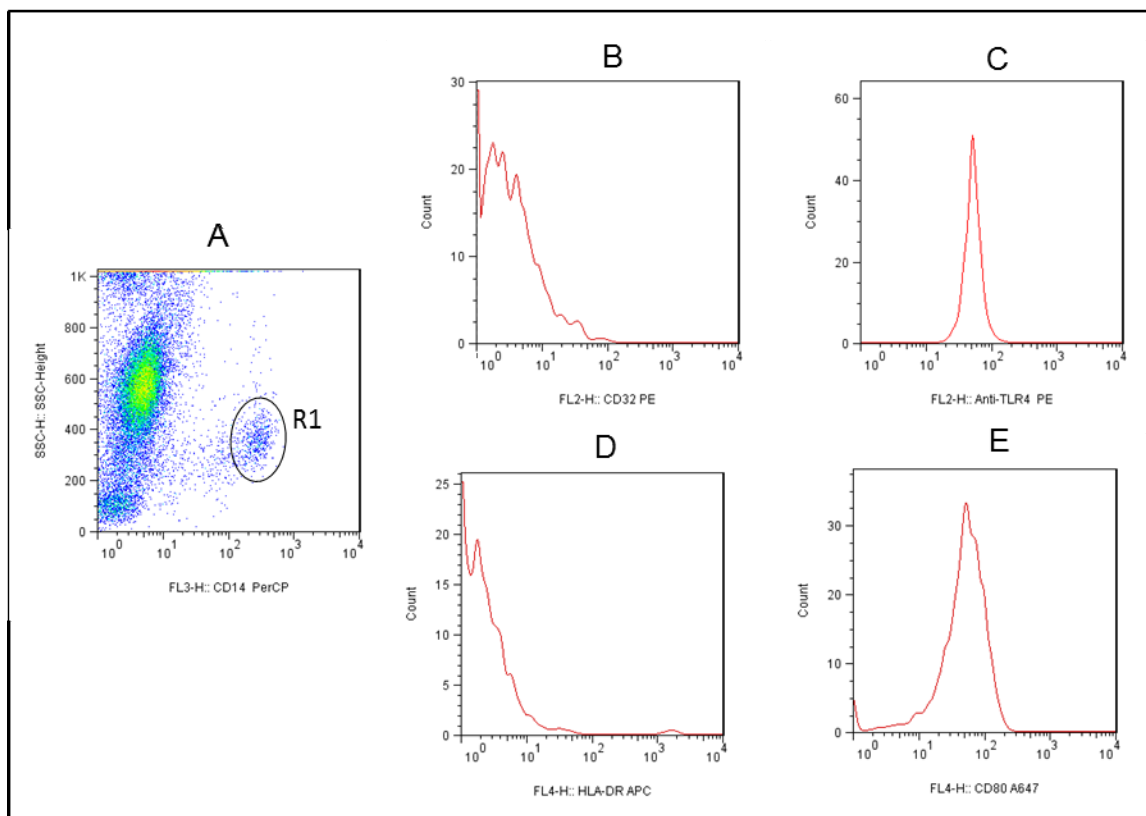 A
SSC-H:: SSC-Height
1K
800
600
400
200
0
R1
10^0 10^1 10^2 10^3 10^4
FL3-H:: CD14 PerCP
B
Count
30
20
10
0
10^0 10^1 10^2 10^3 10^4
FL2-H:: CD32 PE
C
Count
60
40
20
0
10^0 10^1 10^2 10^3 10^4
FL2-H:: Anti-TLR4 PE
D
Count
25
20
15
10
5
0
10^0 10^1 10^2 10^3 10^4
FL4-H:: HLA-DR APC
E
Count
30
20
10
0
10^0 10^1 10^2 10^3 10^4
FL4-H:: CD80 A647